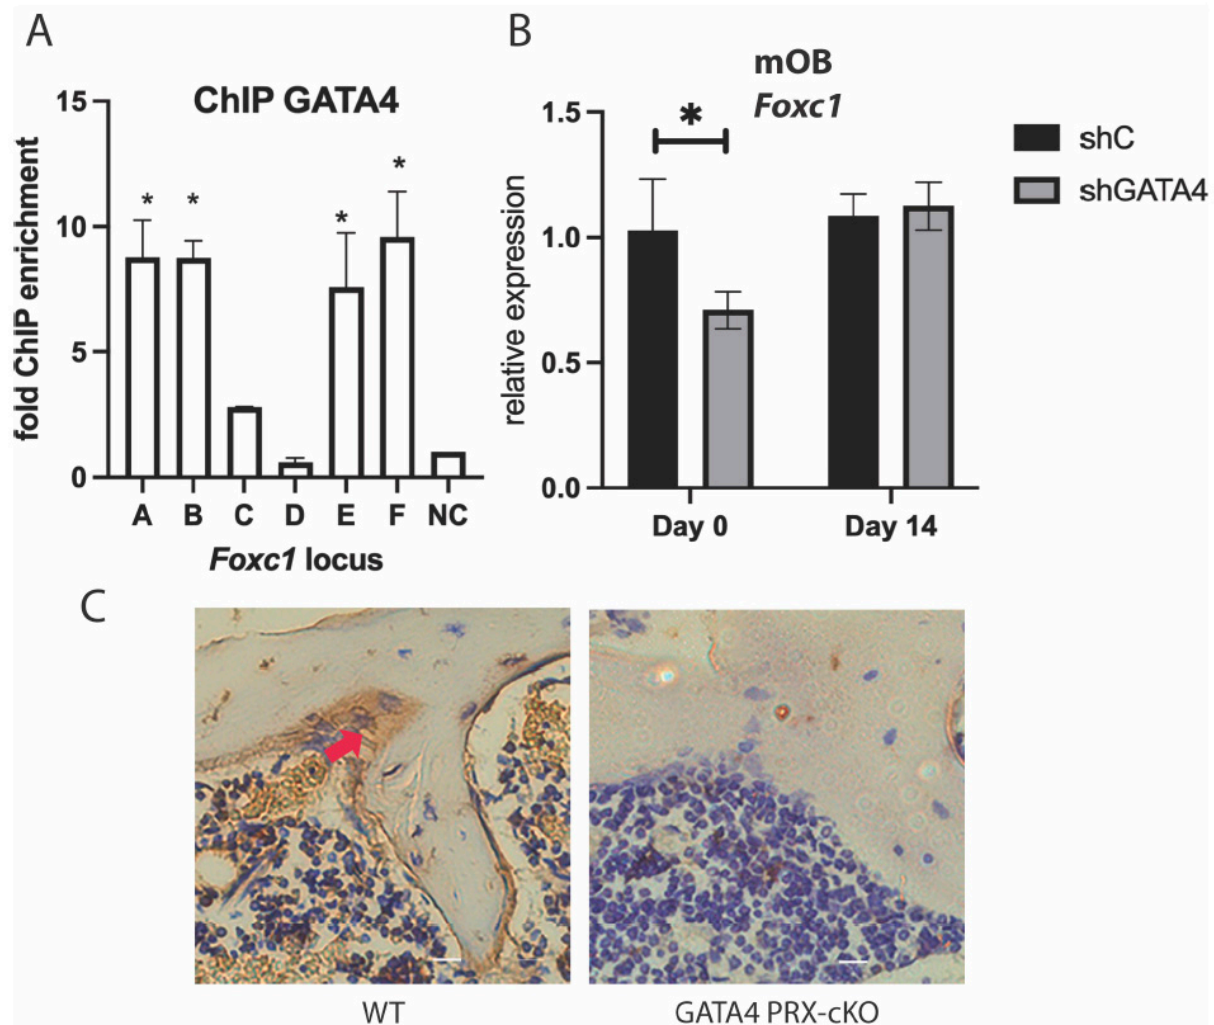 A
ChIP GATA4
fold ChIP enrichment
15
10
5
0
* * * *
A B C D E F NC
Foxc1 locus
B
mOB
Foxc1
*
relative expression
1.5
1.0
0.5
0.0
Day 0 Day 14
shC
shGATA4
C
WT GATA4 PRX-cKO